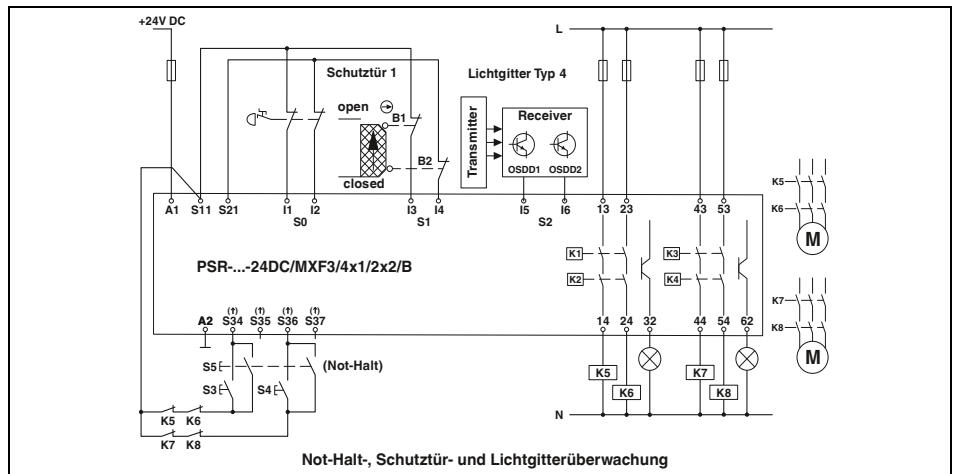 +24V DC
L
Schutztür 1
Lichtgitter Typ 4
open
B1
Transmitter
Receiver
B2
OSDD1 OSDD2
closed
K5
K6
M
A1 S11 S21 I1 I2 I3 I4 I5 I6 13 23 43 53
S0 S1 S2
K1 K3
K2 K4
PSR-...-24DC/MXF3/4x1/2x2/B
K7
K8
M
(†) (†) (†) (†)
A2 S34 S35 S36 S37 14 24 32 44 54 62
S5 (Not-Halt)
S3 S4
K5 K7
K6 K8
K5 K6
N
K7 K8
Not-Halt-, Schutztür- und Lichtgitterüberwachung